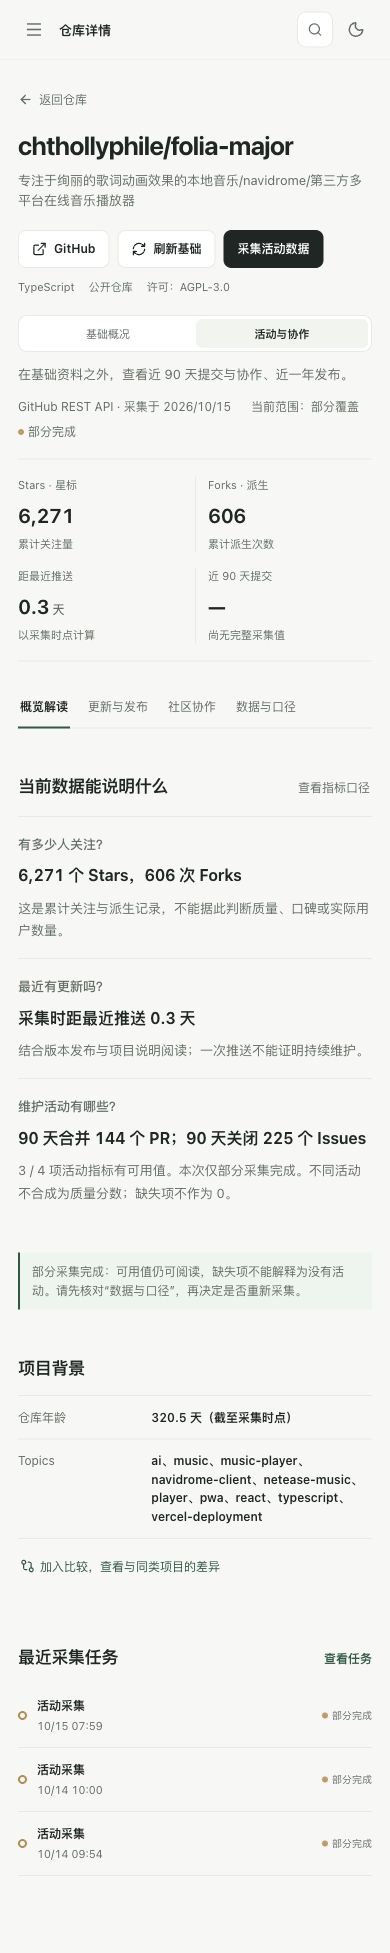 仓库详情
返回仓库
chthollyphile/folia-major
专注于绚丽的歌词动画效果的本地音乐/navidrome/第三方多
平台在线音乐播放器
GitHub 刷新基础 采集活动数据
TypeScript 公开仓库 许可：AGPL-3.0
基础概况 活动与协作
在基础资料之外，查看近 90 天提交与协作、近一年发布。
GitHub REST API · 采集于 2026/10/15 当前范围：部分覆盖
部分完成
Stars · 星标 Forks · 派生
6,271 606
累计关注量 累计派生次数
距最近推送 近 90 天提交
0.3 天 —
以采集时点计算 尚无完整采集值
概览解读 更新与发布 社区协作 数据与口径
当前数据能说明什么 查看指标口径
有多少人关注？
6,271 个 Stars，606 次 Forks
这是累计关注与派生记录，不能据此判断质量、口碑或实际用
户数量。
最近有更新吗？
采集时距最近推送 0.3 天
结合版本发布与项目说明阅读；一次推送不能证明持续维护。
维护活动有哪些？
90 天合并 144 个 PR；90 天关闭 225 个 Issues
3 / 4 项活动指标有可用值。本次仅部分采集完成。不同活动
不合成为质量分数；缺失项不作为 0。
部分采集完成：可用值仍可阅读，缺失项不能解释为没有活
动。请先核对“数据与口径”，再决定是否重新采集。
项目背景
仓库年龄 320.5 天（截至采集时点）
Topics ai、music、music-player、
navidrome-client、netease-music、
player、pwa、react、typescript、
vercel-deployment
加入比较，查看与同类项目的差异
最近采集任务 查看任务
活动采集
10/15 07:59 部分完成
活动采集
10/14 10:00 部分完成
活动采集
10/14 09:54 部分完成